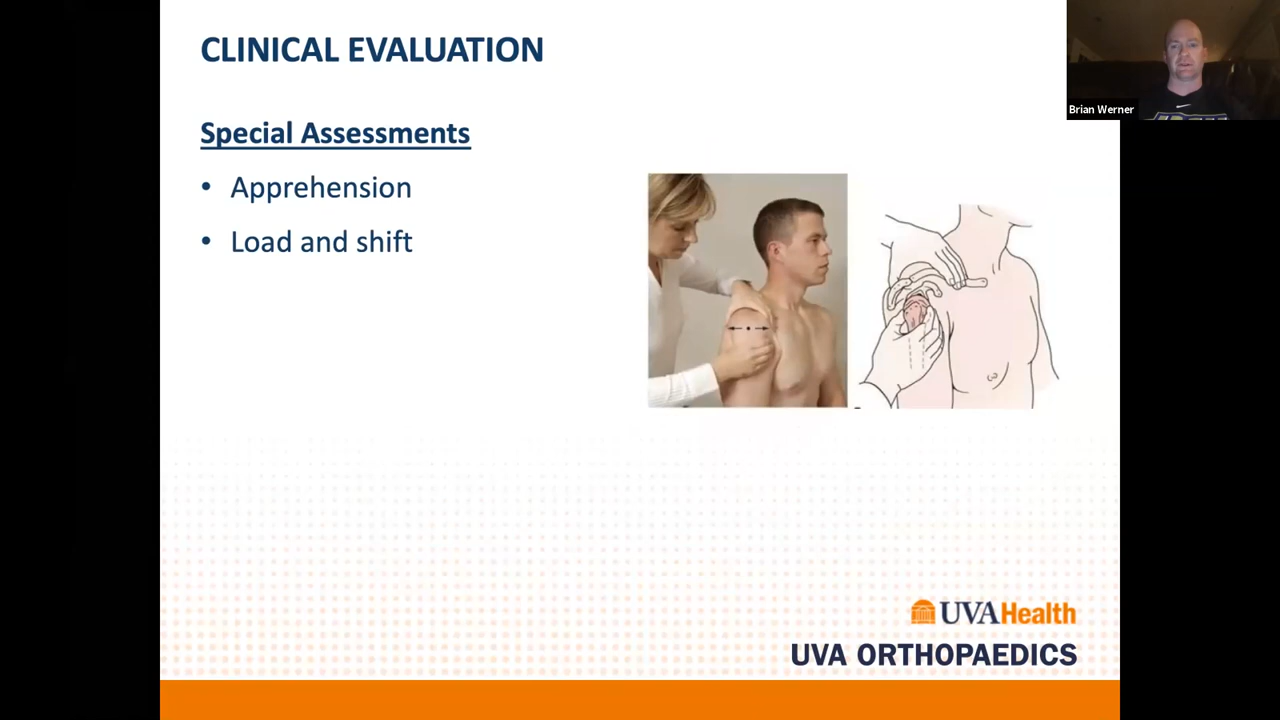 CLINICAL EVALUATION
Special Assessments
• Apprehension
• Load and shift
Brian Werner
UVAHealth
UVA ORTHOPAEDICS